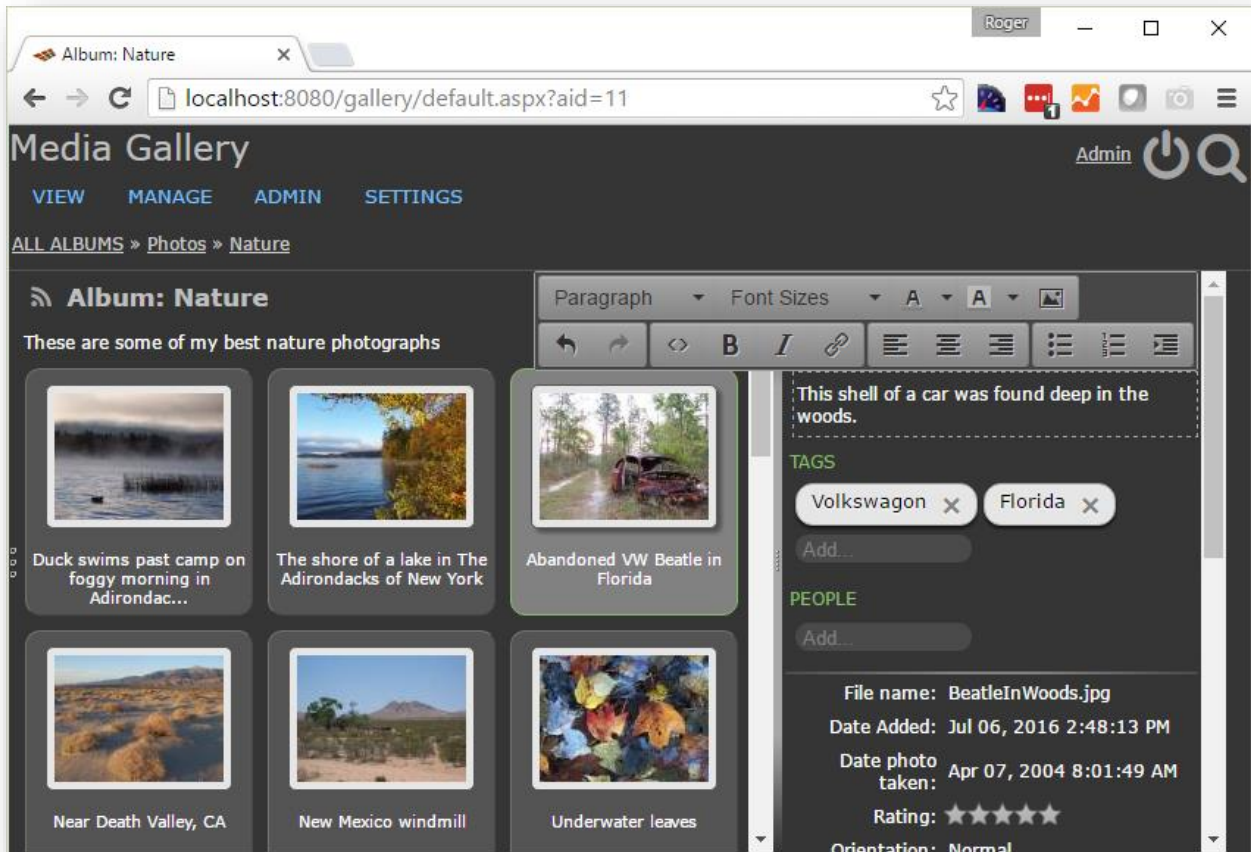 Roger
Album: Nature
localhost:8080/gallery/default.aspx?aid=11
1
Media Gallery
Admin
VIEW MANAGE ADMIN SETTINGS
ALL ALBUMS » Photos » Nature
Album: Nature
These are some of my best nature photographs
Paragraph Font Sizes A A
B I
Duck swims past camp on
foggy morning in
Adirondac...
The shore of a lake in The
Adirondacks of New York
Abandoned VW Beatle in
Florida
Near Death Valley, CA
New Mexico windmill
Underwater leaves
This shell of a car was found deep in the
woods.
TAGS
Volkswagon Florida
Add...
PEOPLE
Add...
File name: BeatleInWoods.jpg
Date Added: Jul 06, 2016 2:48:13 PM
Date photo
taken: Apr 07, 2004 8:01:49 AM
Rating:
Orientation: Normal